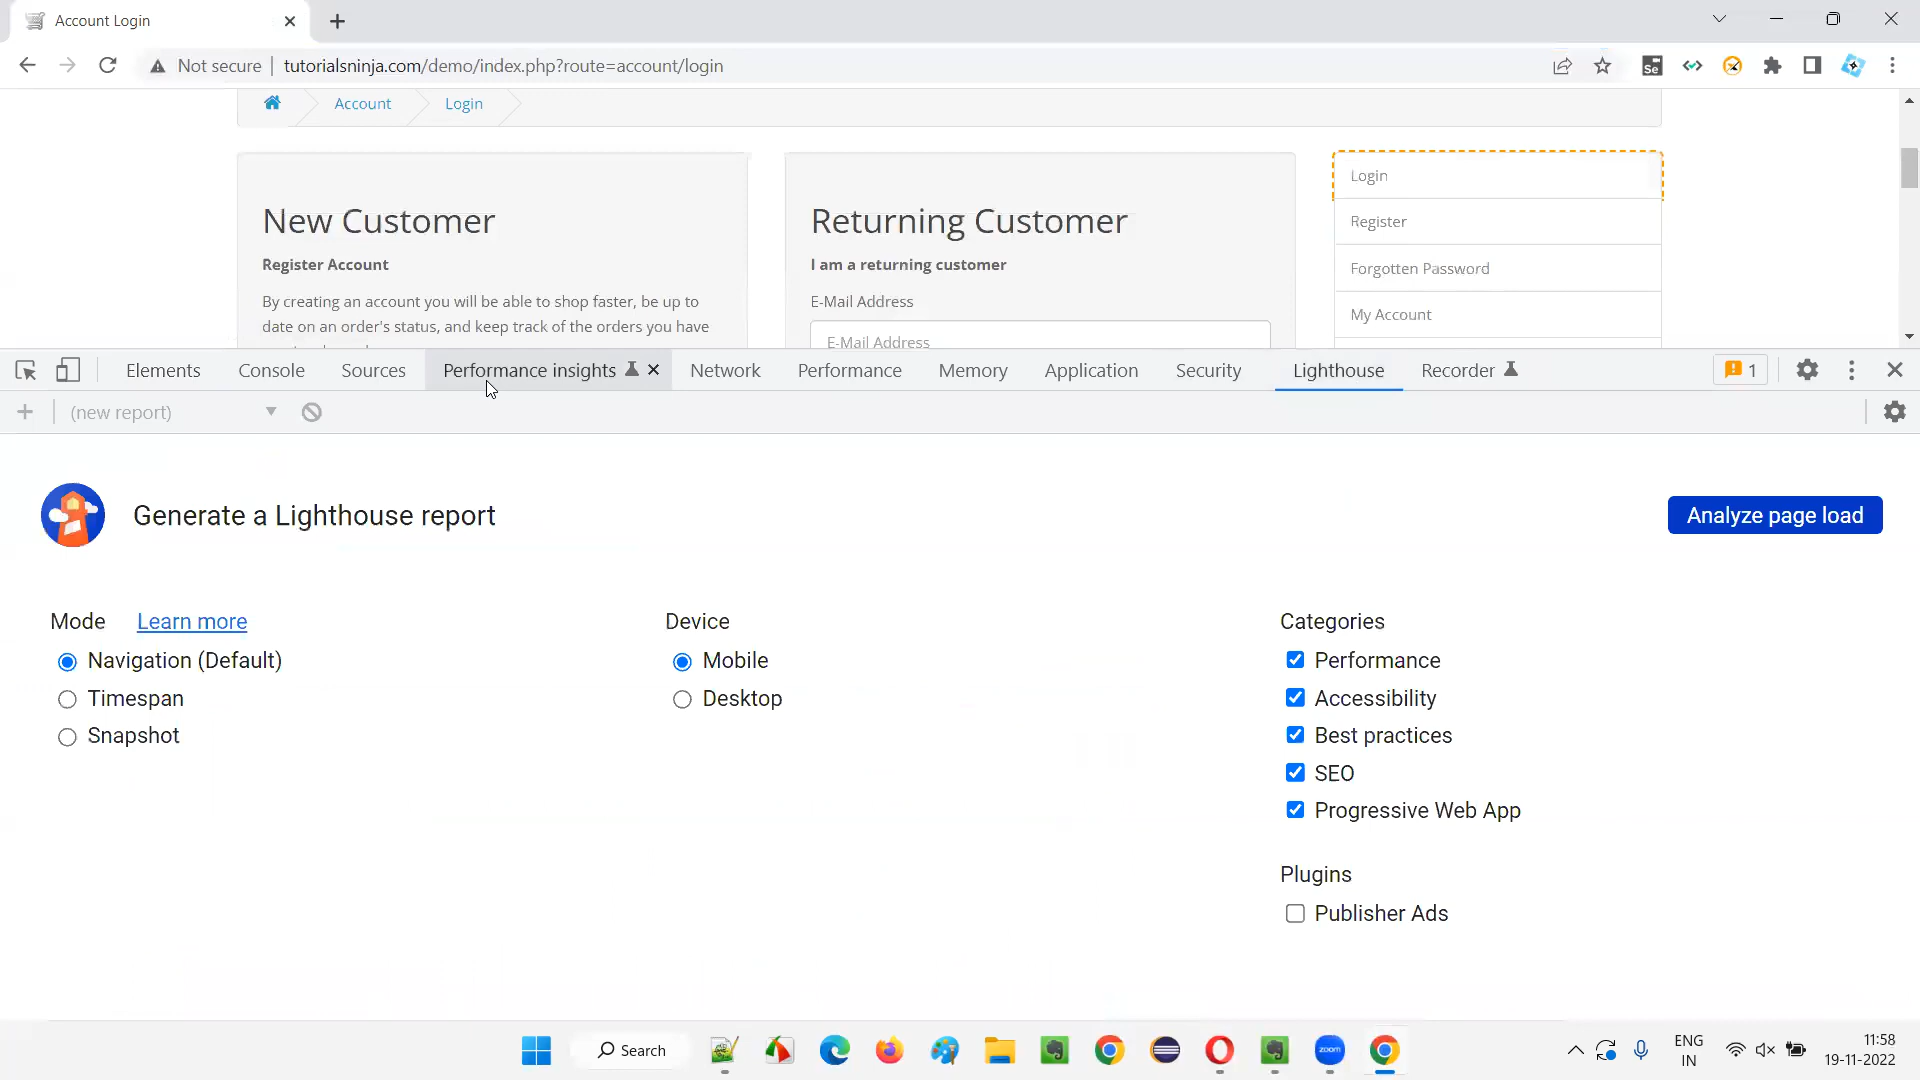 Account Login
Not secure
tutorialsninja.com/demo/index.php?route=account/login
Se
Account
Login
New Customer
Register Account
By creating an account you will be able to shop faster, be up to
date on an order's status, and keep track of the orders you have
Returning Customer
I am a returning customer
E-Mail Address
E-Mail Address
Login
Register
Forgotten Password
My Account
Elements
Console
Sources
Performance insights
Network
Performance
Memory
Application
Security
Lighthouse
Recorder
1
(new report)
Generate a Lighthouse report
Analyze page load
Mode
Learn more
Navigation (Default)
Timespan
Snapshot
Device
Mobile
Desktop
Categories
Performance
Accessibility
Best practices
SEO
Progressive Web App
Plugins
Publisher Ads
Search
zoom
ENG
IN
11:58
19-11-2022